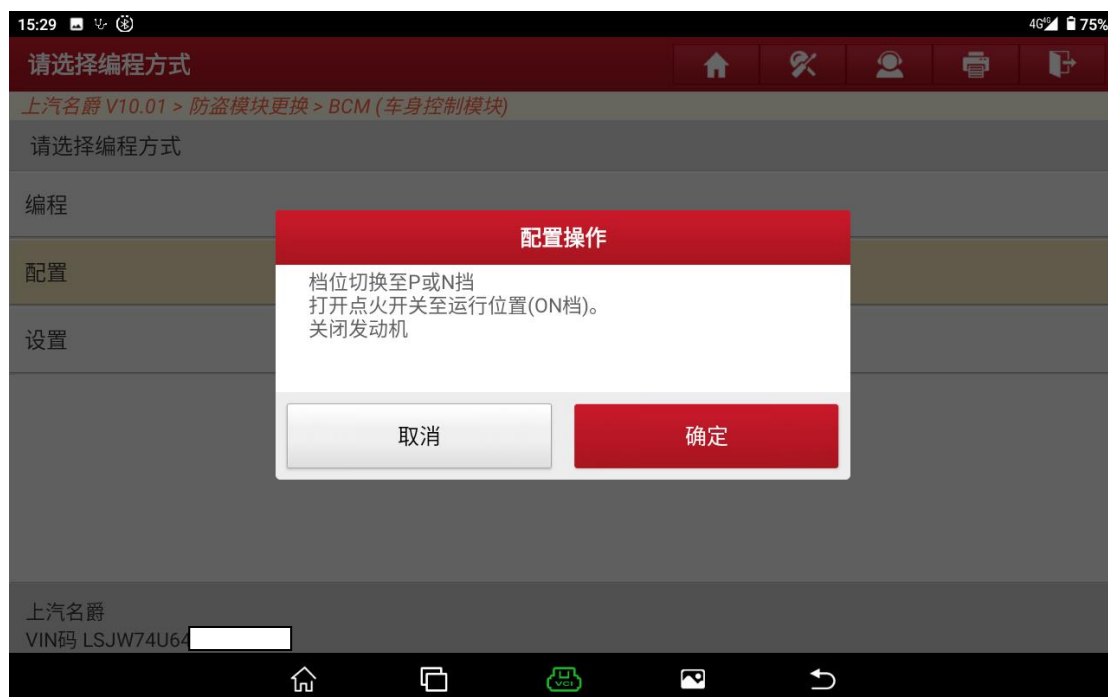 15:29
4G 75%
请选择编程方式
上汽名爵 V10.01 > 防盗模块更换 > BCM (车身控制模块)
请选择编程方式
编程
配置
设置
配置操作
档位切换至P或N挡
打开点火开关至运行位置(ON档)。
关闭发动机
取消
确定
上汽名爵
VIN码 LSJW74U64
VCI